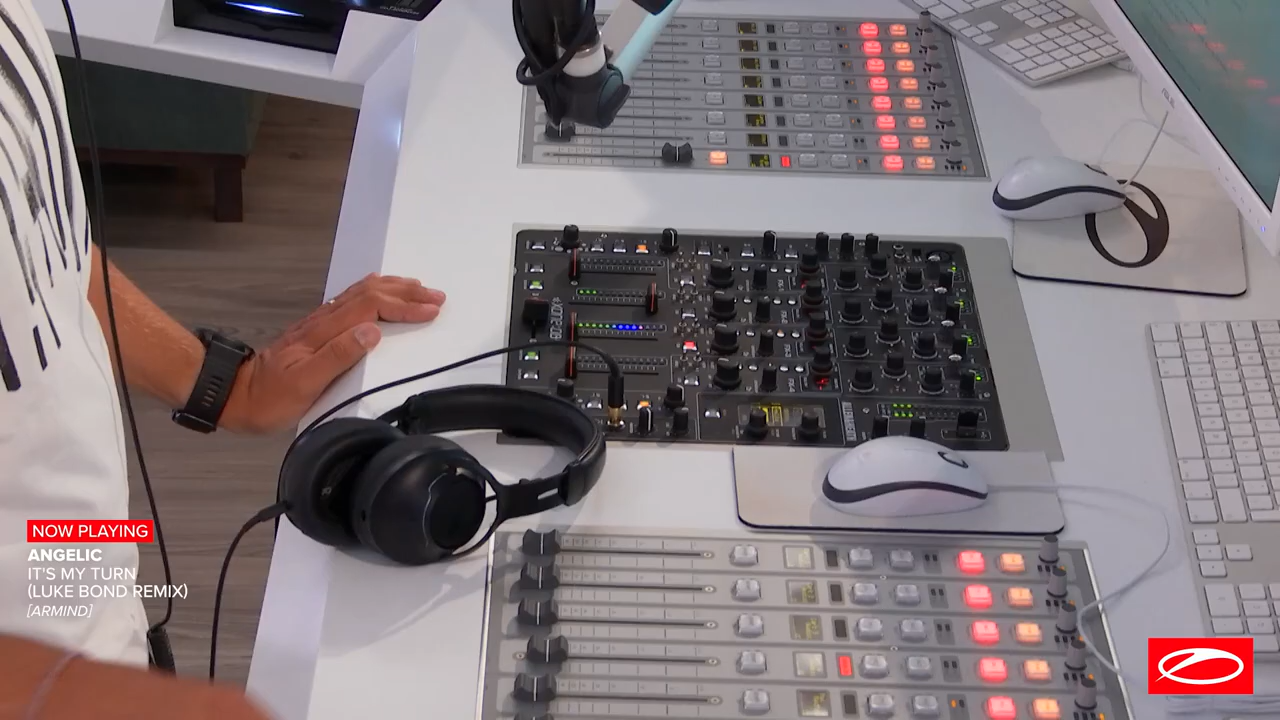 NOW PLAYING
ANGELIC
IT'S MY TURN
(LUKE BOND REMIX)
[ARMIND]